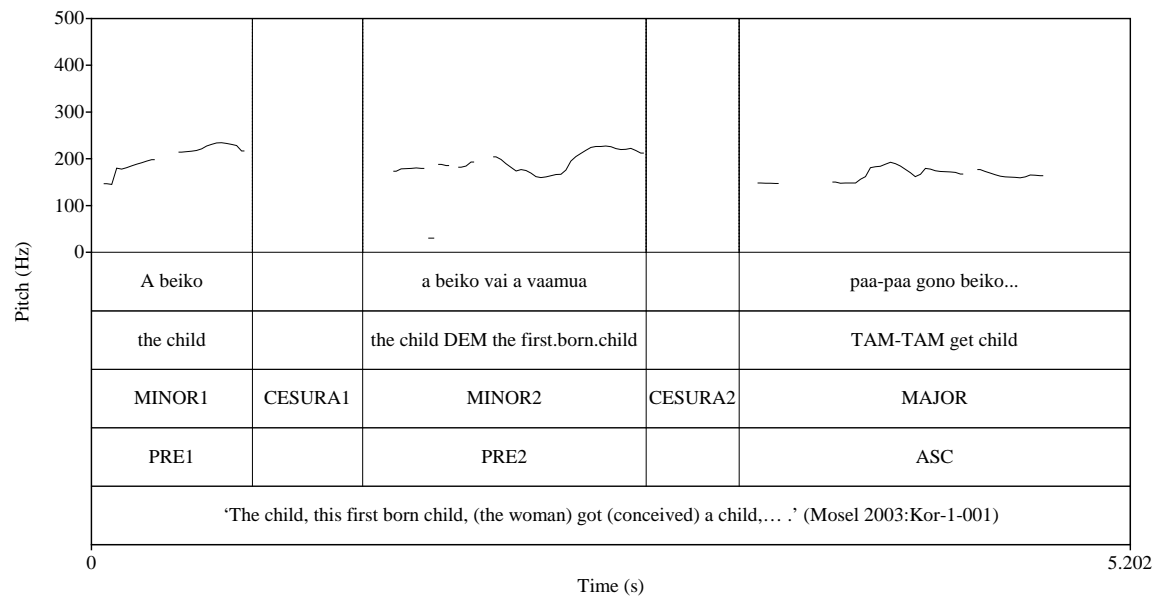 500
400
300
200
100
0
Pitch (Hz)
A beiko a beiko vai a vaamua paa-paa gono beiko...
the child the child DEM the first.born.child TAM-TAM get child
MINOR1 CESURA1 MINOR2 CESURA2 MAJOR
PRE1 PRE2 ASC
‘The child, this first born child, (the woman) got (conceived) a child,… .’ (Mosel 2003:Kor-1-001)
0 5.202
Time (s)